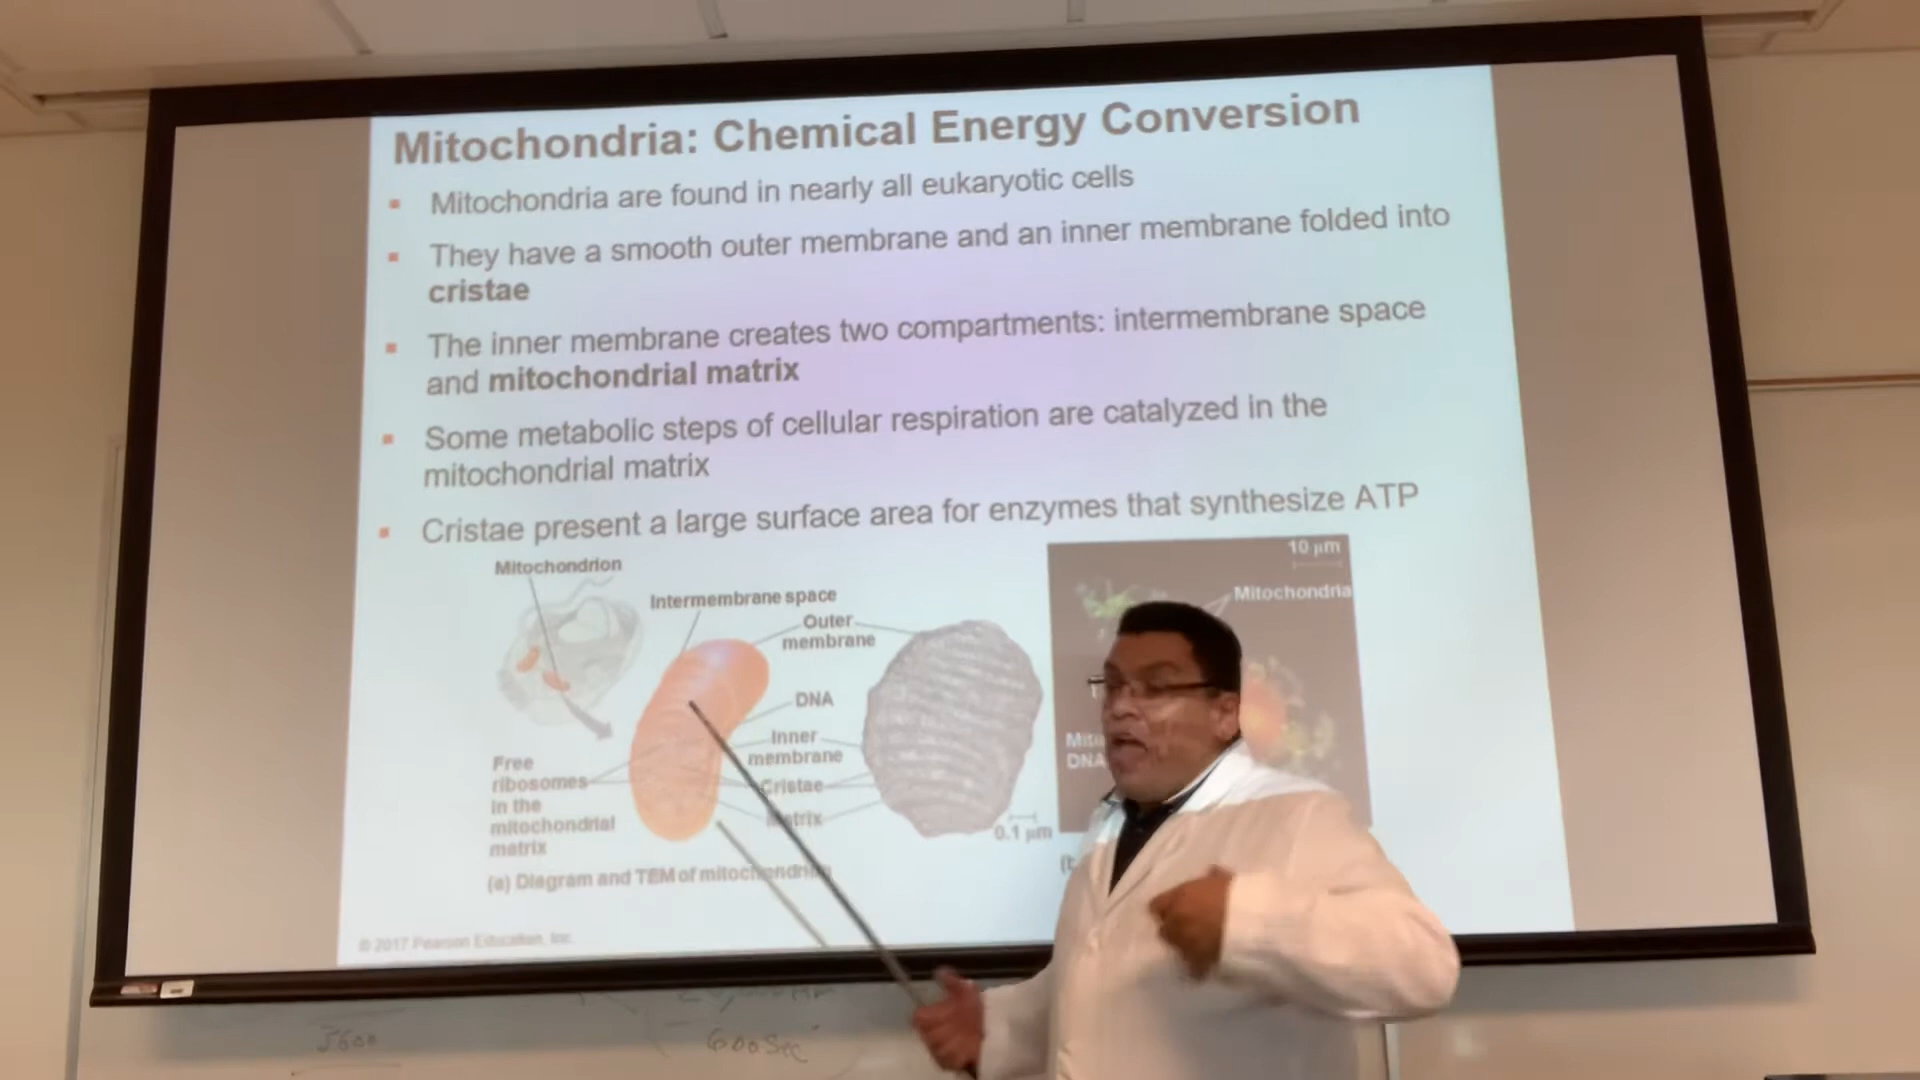 Mitochondria: Chemical Energy Conversion
▪ Mitochondria are found in nearly all eukaryotic cells
▪ They have a smooth outer membrane and an inner membrane folded into
cristae
▪ The inner membrane creates two compartments: intermembrane space
and mitochondrial matrix
▪ Some metabolic steps of cellular respiration are catalyzed in the
mitochondrial matrix
▪ Cristae present a large surface area for enzymes that synthesize ATP
Mitochondrion
Intermembrane space
Outer
membrane
DNA
Inner
membrane
Cristae
Matrix
Free
ribosomes
in the
mitochondrial
matrix
0.1 μm
(a) Diagram and TEM of mitochondrion
10 μm
Mitochondria
DNA
© 2017 Pearson Education, Inc.
3600
600 Sec